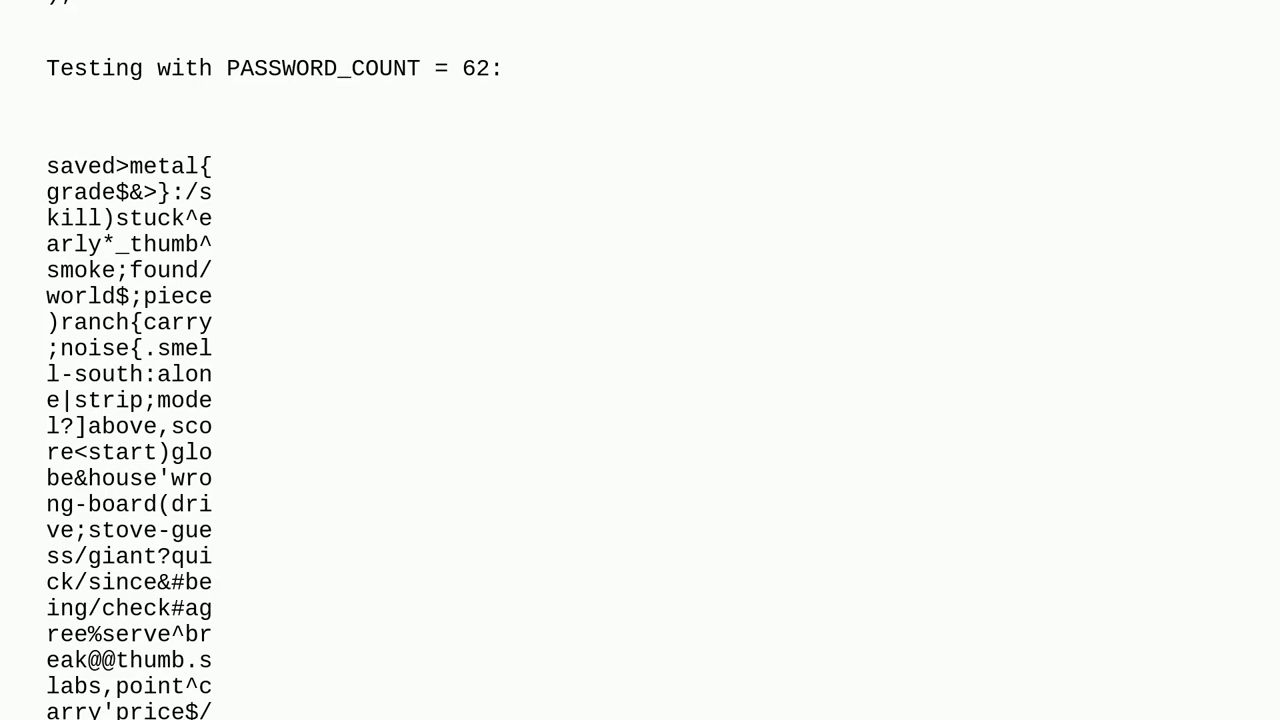 );
Testing with PASSWORD_COUNT = 62:
saved>metal{
grade$&>}:/s
kill)stuck^e
arly*_thumb^
smoke;found/
world$;piece
)ranch{carry
;noise{.smel
l-south:alon
e|strip;mode
l?]above,sco
re<start)glo
be&house'wro
ng-board(dri
ve;stove-gue
ss/giant?qui
ck/since&#be
ing/check#ag
ree%serve^br
eak@@thumb.s
labs,point^c
arry'price$/